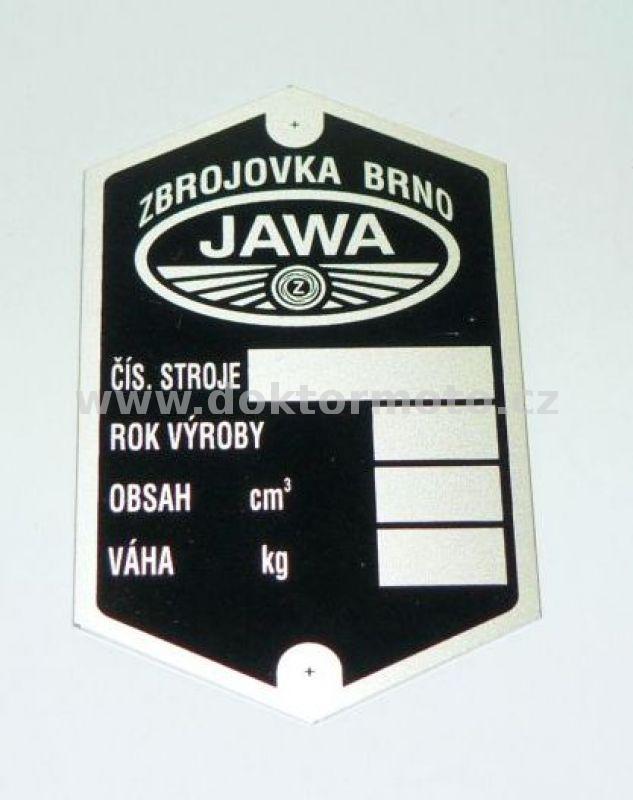 ZBROJOVKA BRNO
JAWA
Z
ČÍS. STROJE
www.doktormoto.cz
ROK VÝROBY
OBSAH cm³
VÁHA kg